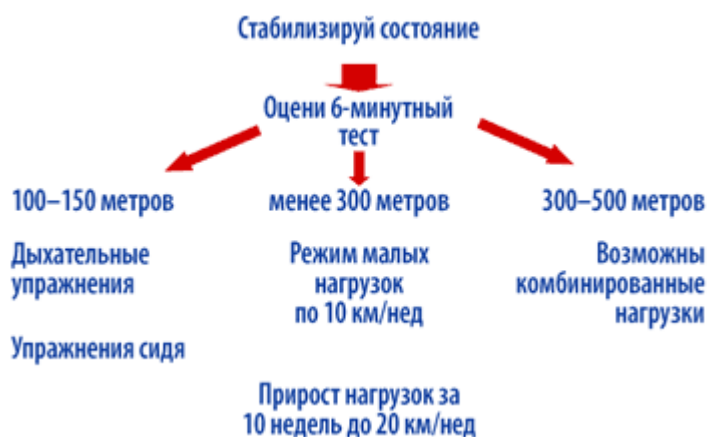 Стабилизируй состояние
Оцени 6-минутный
тест
100–150 метров
Дыхательные
упражнения
Упражнения сидя
менее 300 метров
Режим малых
нагрузок
по 10 км/нед
Прирост нагрузок за
10 недель до 20 км/нед
300–500 метров
Возможны
комбинированные
нагрузки